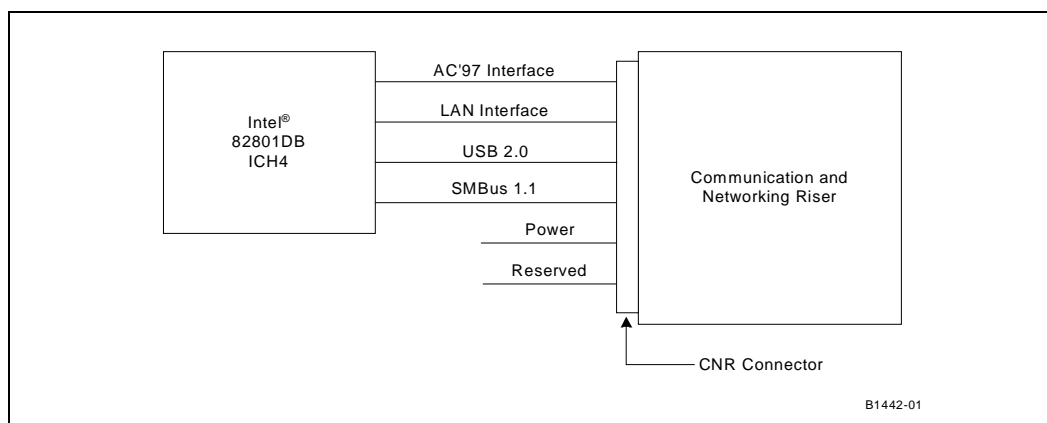 Intel®
82801DB
ICH4
AC'97 Interface
LAN Interface
USB 2.0
SMBus 1.1
Power
Reserved
Communication and
Networking Riser
CNR Connector
B1442-01